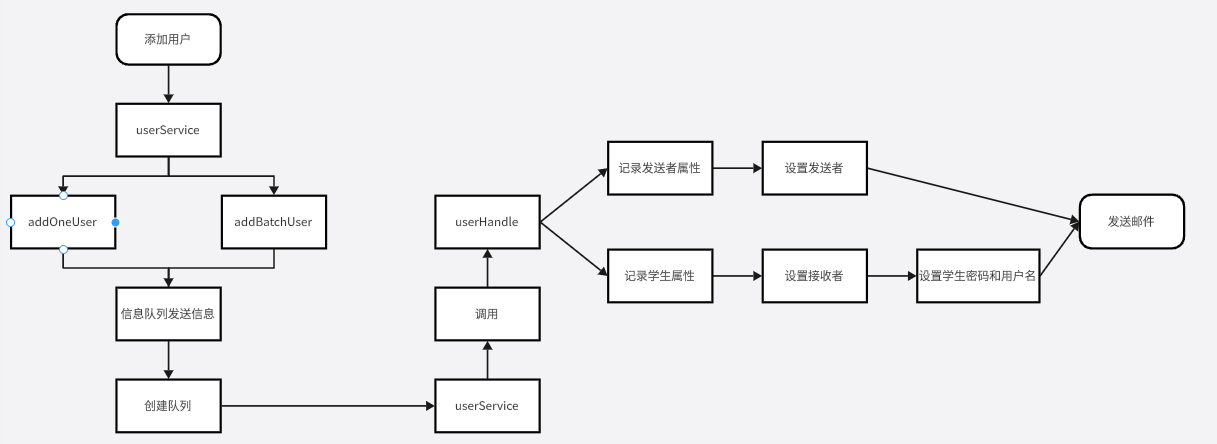 添加用户
userService
addOneUser
addBatchUser
信息队列发送信息
创建队列
userService
调用
userHandle
记录发送者属性
设置发送者
记录学生属性
设置接收者
设置学生密码和用户名
发送邮件